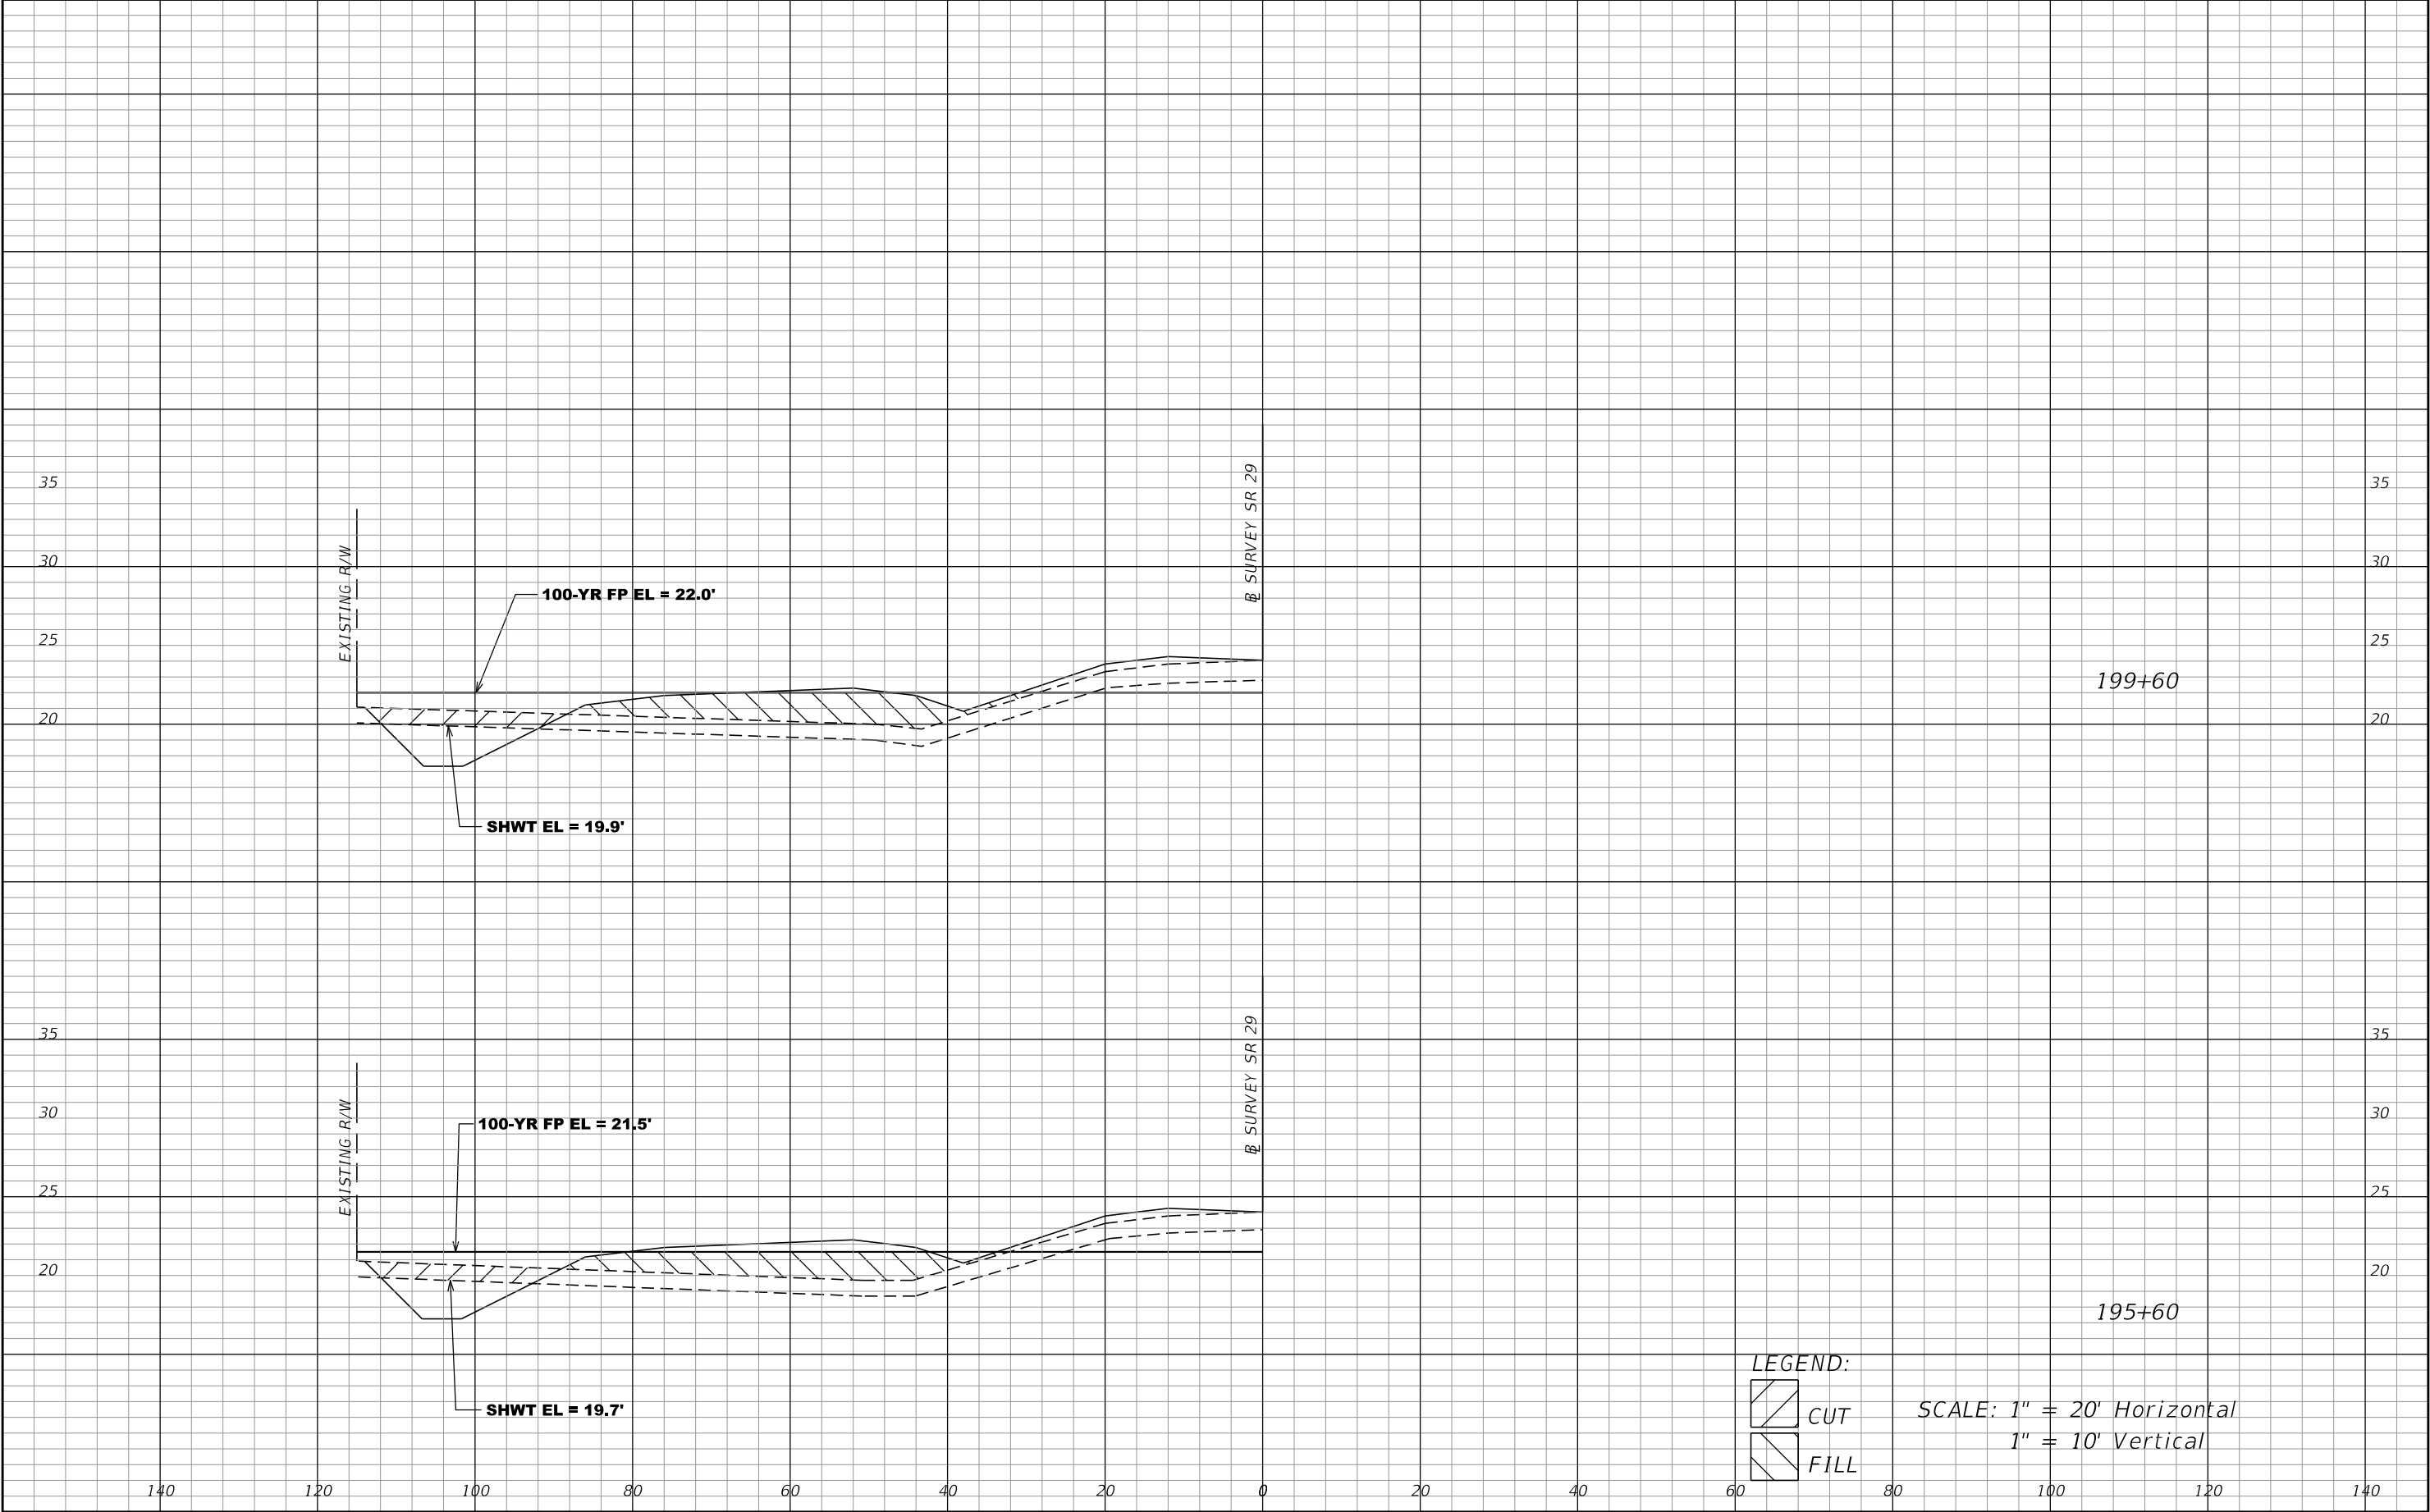 35 35
EXISTING R/W
℄ SURVEY SR 29
30 30
100-YR FP EL = 22.0'
25 25
199+60
20 20
SHWT EL = 19.9'
35 35
EXISTING R/W
SURVEY SR 29
30 30
100-YR FP EL = 21.5'
25 25
20 20
195+60
SHWT EL = 19.7'
LEGEND:
CUT
FILL
SCALE: 1" = 20' Horizontal
1" = 10' Vertical
140 120 100 80 60 40 20 0 20 40 60 80 100 120 140